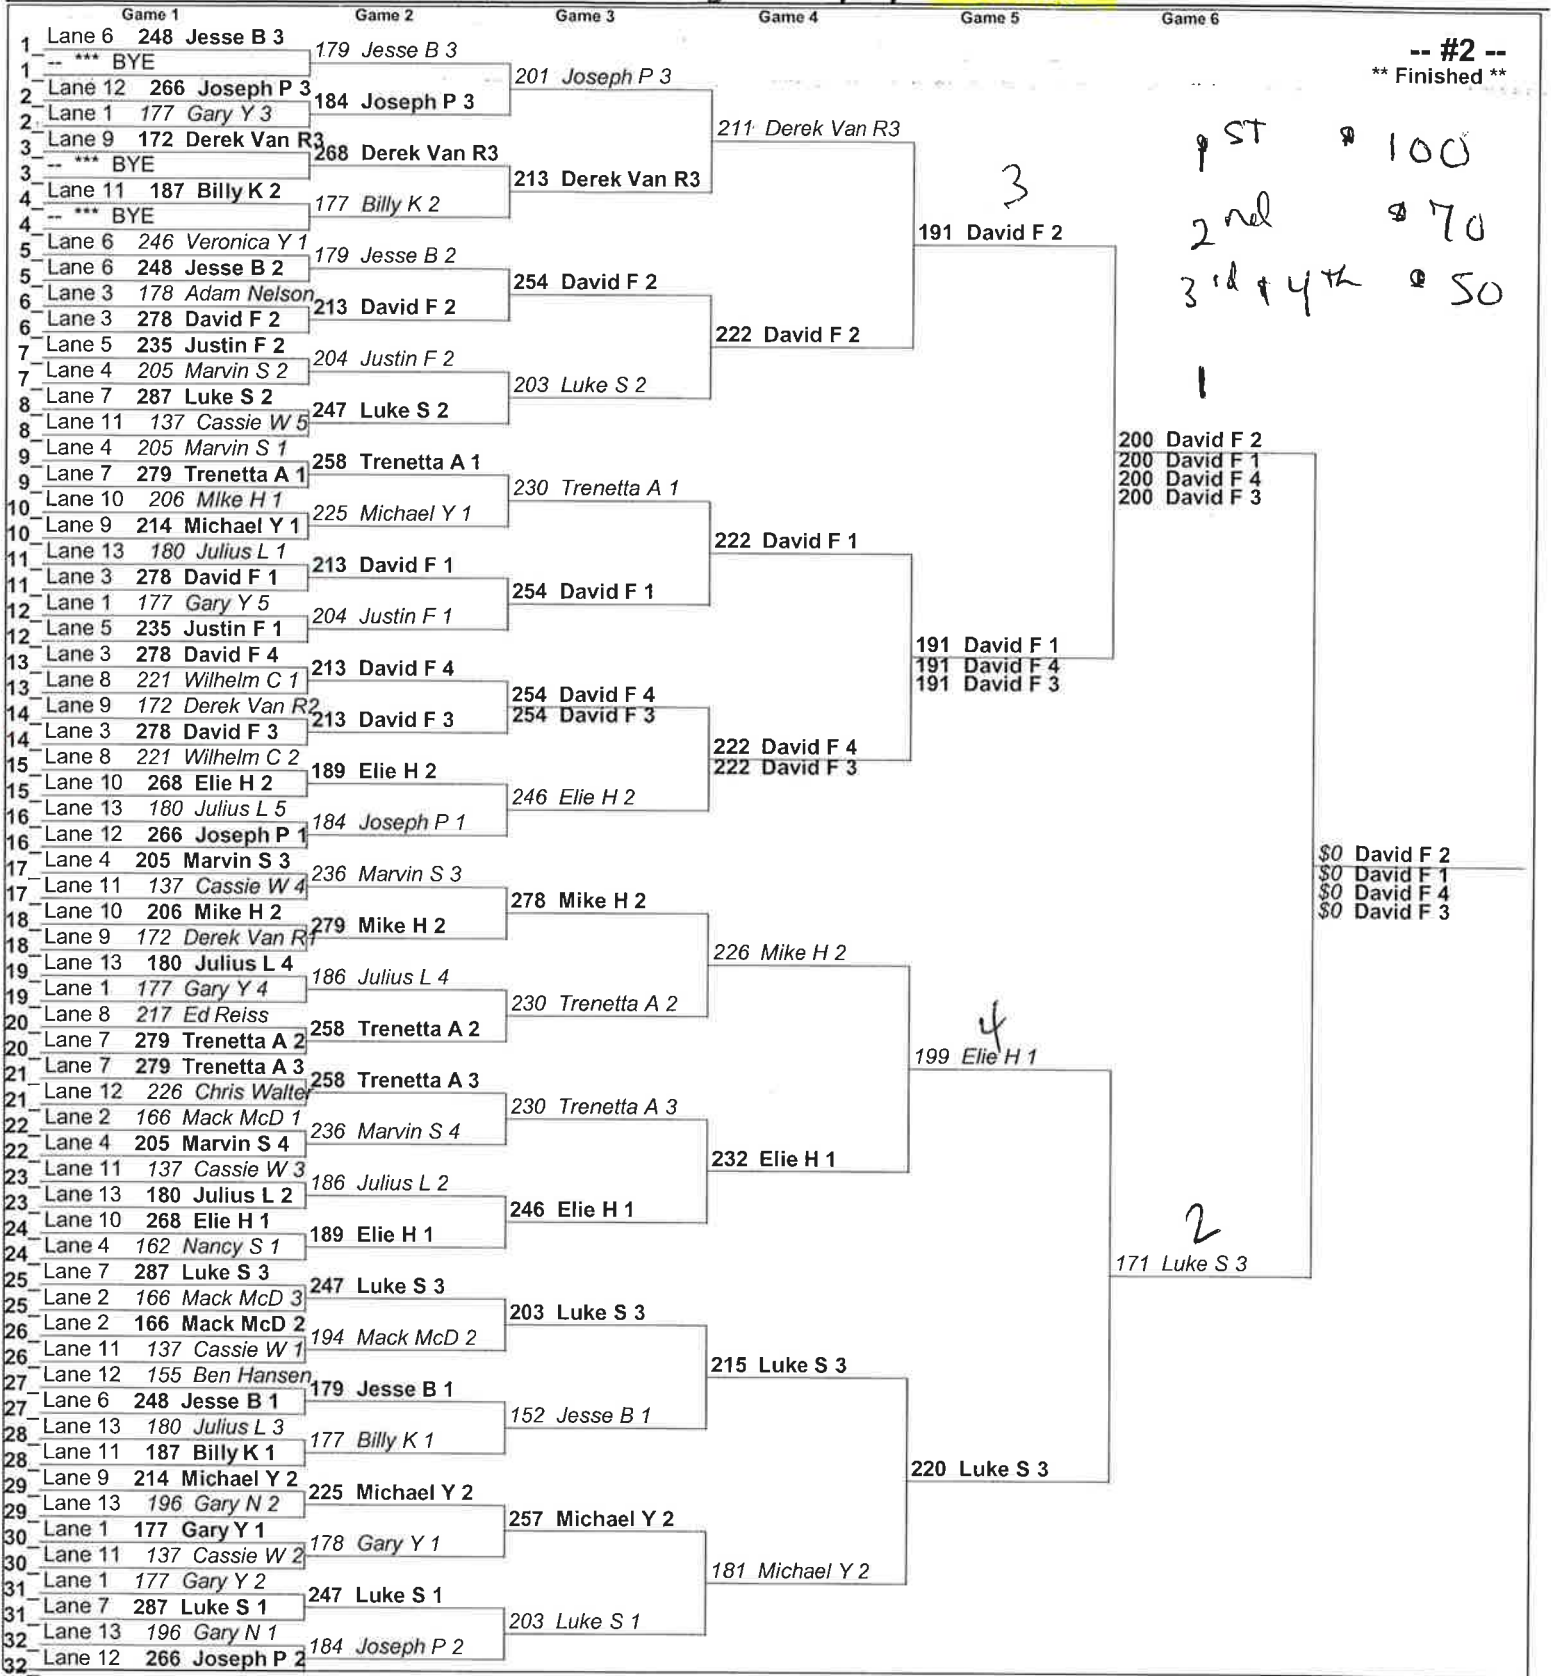 Game 1 Game 2 Game 3 Game 4 Game 5 Game 6
-- #2 --
** Finished **
1 ST $ 100
2 nd $ 70
3 rd & 4 th $ 50
1 Lane 6 248 Jesse B 3
1 -- *** BYE
2 Lane 12 266 Joseph P 3
2 Lane 1 177 Gary Y 3
3 Lane 9 172 Derek Van R3
3 -- *** BYE
4 Lane 11 187 Billy K 2
4 -- *** BYE
5 Lane 6 246 Veronica Y 1
5 Lane 6 248 Jesse B 2
6 Lane 3 178 Adam Nelson
6 Lane 3 278 David F 2
7 Lane 5 235 Justin F 2
7 Lane 4 205 Marvin S 2
8 Lane 7 287 Luke S 2
8 Lane 11 137 Cassie W 5
9 Lane 4 205 Marvin S 1
9 Lane 7 279 Trenetta A 1
10 Lane 10 206 Mike H 1
10 Lane 9 214 Michael Y 1
11 Lane 13 180 Julius L 1
11 Lane 3 278 David F 1
12 Lane 1 177 Gary Y 5
12 Lane 5 235 Justin F 1
13 Lane 3 278 David F 4
13 Lane 8 221 Wilhelm C 1
14 Lane 9 172 Derek Van R2
14 Lane 3 278 David F 3
15 Lane 8 221 Wilhelm C 2
15 Lane 10 268 Elie H 2
16 Lane 13 180 Julius L 5
16 Lane 12 266 Joseph P 1
17 Lane 4 205 Marvin S 3
17 Lane 11 137 Cassie W 4
18 Lane 10 206 Mike H 2
18 Lane 9 172 Derek Van R1
19 Lane 13 180 Julius L 4
19 Lane 1 177 Gary Y 4
20 Lane 8 217 Ed Reiss
20 Lane 7 279 Trenetta A 2
21 Lane 7 279 Trenetta A 3
21 Lane 12 226 Chris Walter
22 Lane 2 166 Mack McD 1
22 Lane 4 205 Marvin S 4
23 Lane 11 137 Cassie W 3
23 Lane 13 180 Julius L 2
24 Lane 10 268 Elie H 1
24 Lane 4 162 Nancy S 1
25 Lane 7 287 Luke S 3
25 Lane 2 166 Mack McD 3
26 Lane 2 166 Mack McD 2
26 Lane 11 137 Cassie W 1
27 Lane 12 155 Ben Hansen
27 Lane 6 248 Jesse B 1
28 Lane 13 180 Julius L 3
28 Lane 11 187 Billy K 1
29 Lane 9 214 Michael Y 2
29 Lane 13 196 Gary N 2
30 Lane 1 177 Gary Y 1
30 Lane 11 137 Cassie W 2
31 Lane 1 177 Gary Y 2
31 Lane 7 287 Luke S 1
32 Lane 13 196 Gary N 1
32 Lane 12 266 Joseph P 2
179 Jesse B 3
184 Joseph P 3
268 Derek Van R3
177 Billy K 2
179 Jesse B 2
213 David F 2
204 Justin F 2
247 Luke S 2
258 Trenetta A 1
225 Michael Y 1
213 David F 1
204 Justin F 1
213 David F 4
213 David F 3
189 Elie H 2
184 Joseph P 1
236 Marvin S 3
279 Mike H 2
186 Julius L 4
258 Trenetta A 2
258 Trenetta A 3
236 Marvin S 4
186 Julius L 2
189 Elie H 1
247 Luke S 3
194 Mack McD 2
179 Jesse B 1
177 Billy K 1
225 Michael Y 2
178 Gary Y 1
247 Luke S 1
184 Joseph P 2
201 Joseph P 3
213 Derek Van R3
254 David F 2
203 Luke S 2
230 Trenetta A 1
254 David F 1
254 David F 4
254 David F 3
246 Elie H 2
278 Mike H 2
230 Trenetta A 2
230 Trenetta A 3
246 Elie H 1
203 Luke S 3
152 Jesse B 1
257 Michael Y 2
203 Luke S 1
211 Derek Van R3
222 David F 2
222 David F 1
222 David F 4
222 David F 3
226 Mike H 2
232 Elie H 1
215 Luke S 3
181 Michael Y 2
3
191 David F 2
191 David F 1
191 David F 4
191 David F 3
4
199 Elie H 1
220 Luke S 3
1
200 David F 2
200 David F 1
200 David F 4
200 David F 3
2
171 Luke S 3
$0 David F 2
$0 David F 1
$0 David F 4
$0 David F 3